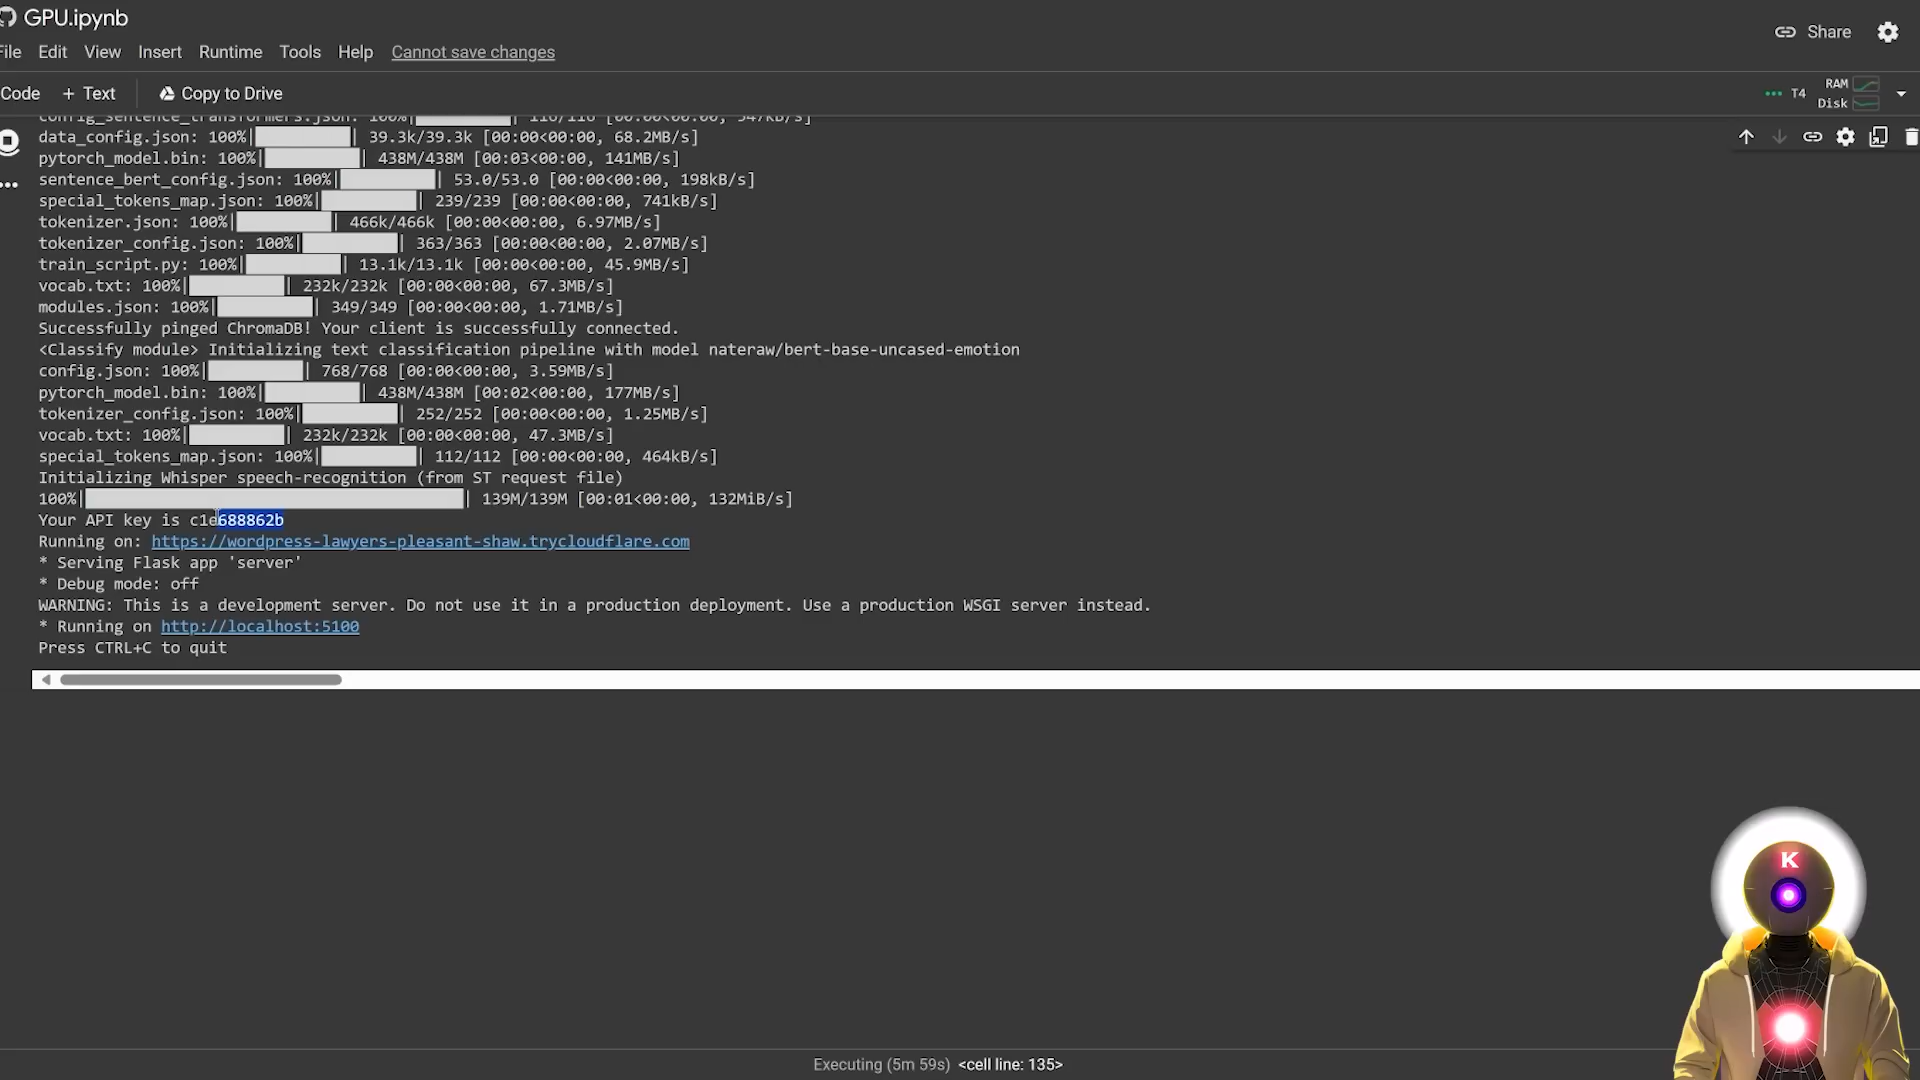 GPU.ipynb
File Edit View Insert Runtime Tools Help Cannot save changes
Share
Code + Text Copy to Drive
T4 RAM Disk
config_sentence_transformers.json: 100%| | 116/116 [00:00<00:00, 547kB/s]
data_config.json: 100%| | 39.3k/39.3k [00:00<00:00, 68.2MB/s]
pytorch_model.bin: 100%| | 438M/438M [00:03<00:00, 141MB/s]
sentence_bert_config.json: 100%| | 53.0/53.0 [00:00<00:00, 198kB/s]
special_tokens_map.json: 100%| | 239/239 [00:00<00:00, 741kB/s]
tokenizer.json: 100%| | 466k/466k [00:00<00:00, 6.97MB/s]
tokenizer_config.json: 100%| | 363/363 [00:00<00:00, 2.07MB/s]
train_script.py: 100%| | 13.1k/13.1k [00:00<00:00, 45.9MB/s]
vocab.txt: 100%| | 232k/232k [00:00<00:00, 67.3MB/s]
modules.json: 100%| | 349/349 [00:00<00:00, 1.71MB/s]
Successfully pinged ChromaDB! Your client is successfully connected.
<Classify module> Initializing text classification pipeline with model nateraw/bert-base-uncased-emotion
config.json: 100%| | 768/768 [00:00<00:00, 3.59MB/s]
pytorch_model.bin: 100%| | 438M/438M [00:02<00:00, 177MB/s]
tokenizer_config.json: 100%| | 252/252 [00:00<00:00, 1.25MB/s]
vocab.txt: 100%| | 232k/232k [00:00<00:00, 47.3MB/s]
special_tokens_map.json: 100%| | 112/112 [00:00<00:00, 464kB/s]
Initializing Whisper speech-recognition (from ST request file)
100%| | 139M/139M [00:01<00:00, 132MiB/s]
Your API key is c1e688862b
Running on: https://wordpress-lawyers-pleasant-shaw.trycloudflare.com
* Serving Flask app 'server'
* Debug mode: off
WARNING: This is a development server. Do not use it in a production deployment. Use a production WSGI server instead.
* Running on http://localhost:5100
Press CTRL+C to quit
K
Executing (5m 59s) <cell line: 135>